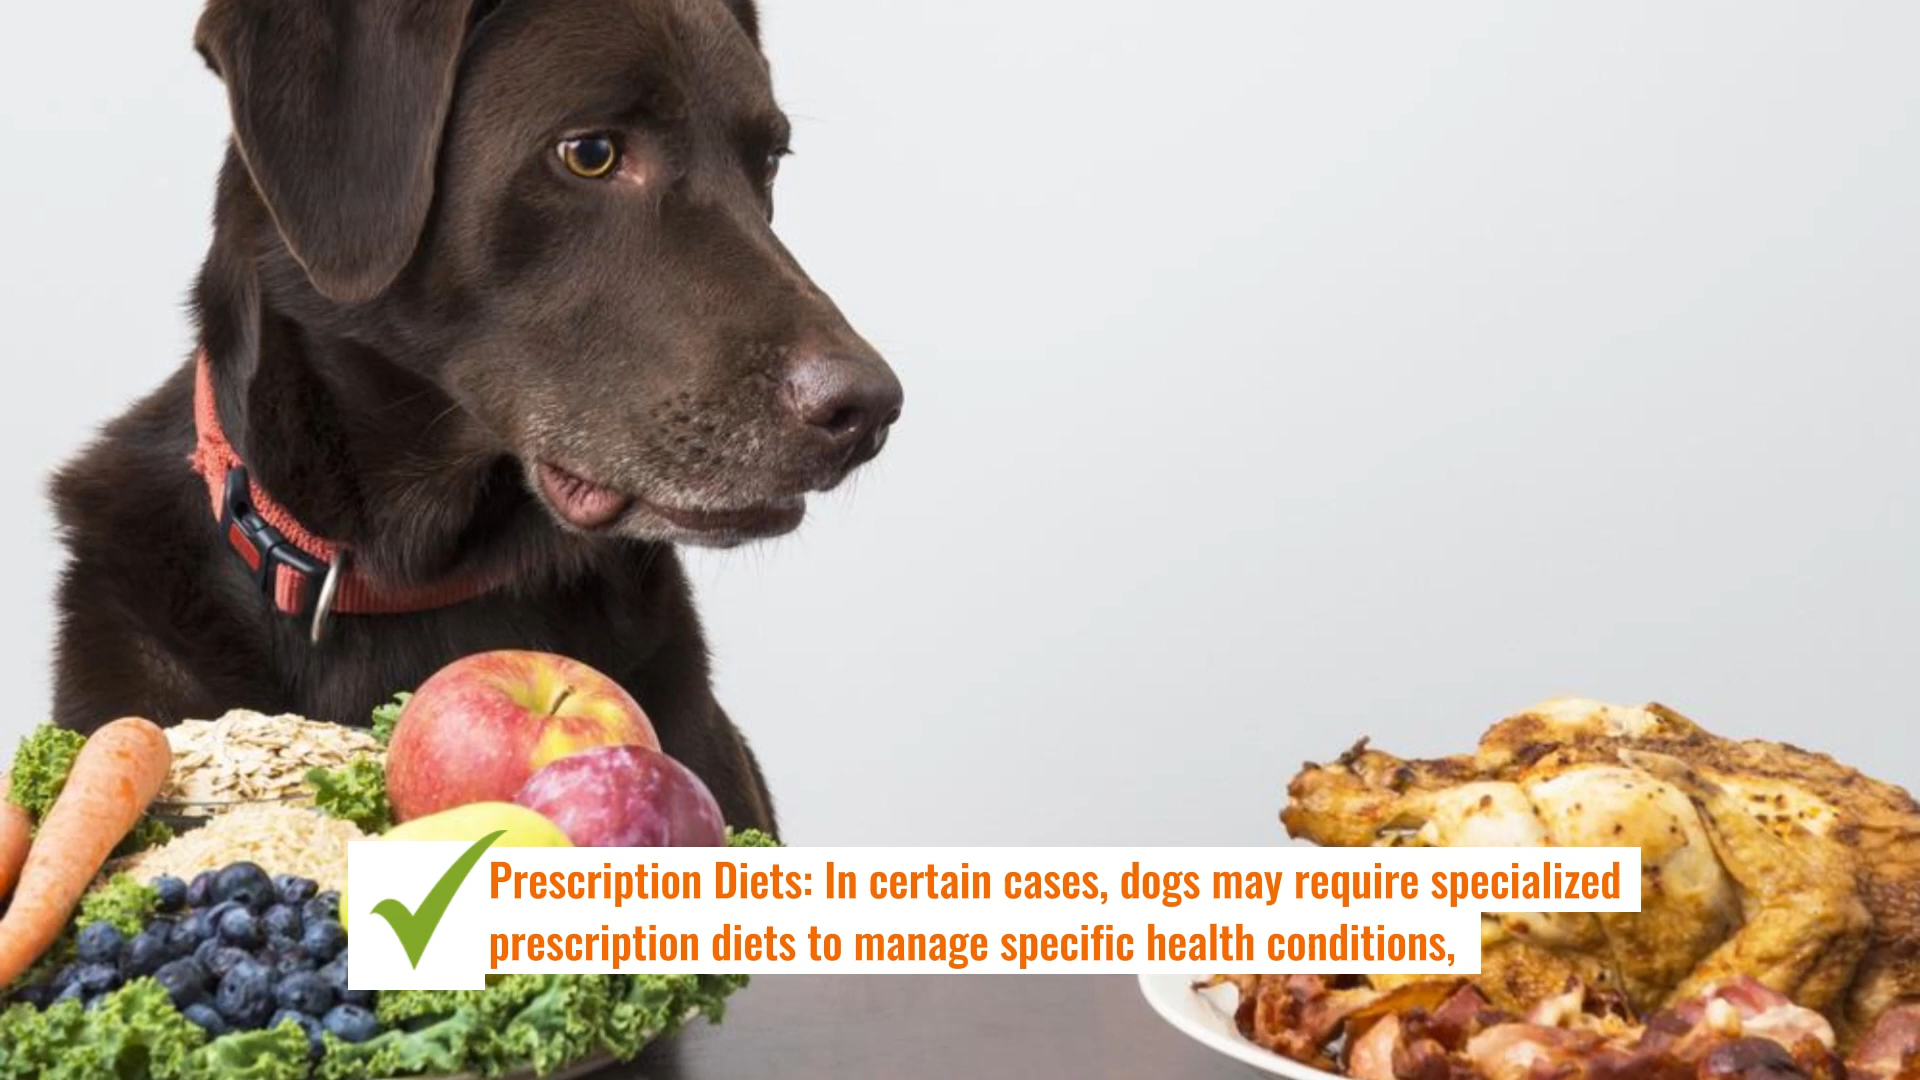 Prescription Diets: In certain cases, dogs may require specialized
prescription diets to manage specific health conditions,